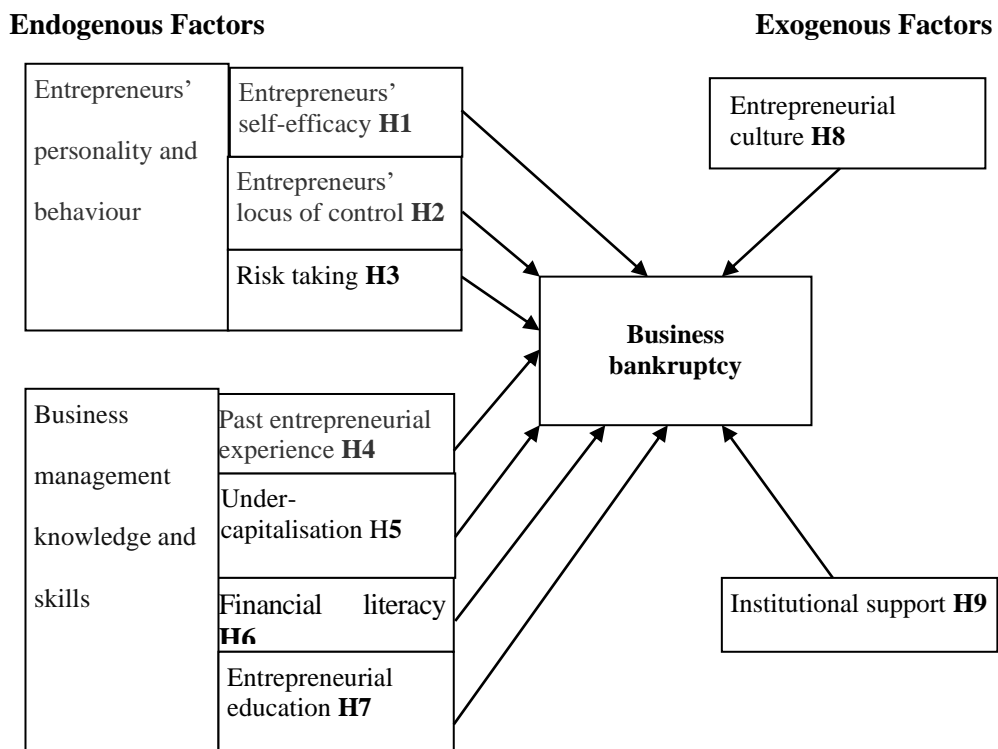 Endogenous Factors
Exogenous Factors
Entrepreneurs’
personality and
behaviour
Entrepreneurs’
self-efficacy H1
Entrepreneurs’
locus of control H2
Risk taking H3
Entrepreneurial
culture H8
Business
bankruptcy
Business
management
knowledge and
skills
Past entrepreneurial
experience H4
Under-
capitalisation H5
Financial literacy
H6
Entrepreneurial
education H7
Institutional support H9